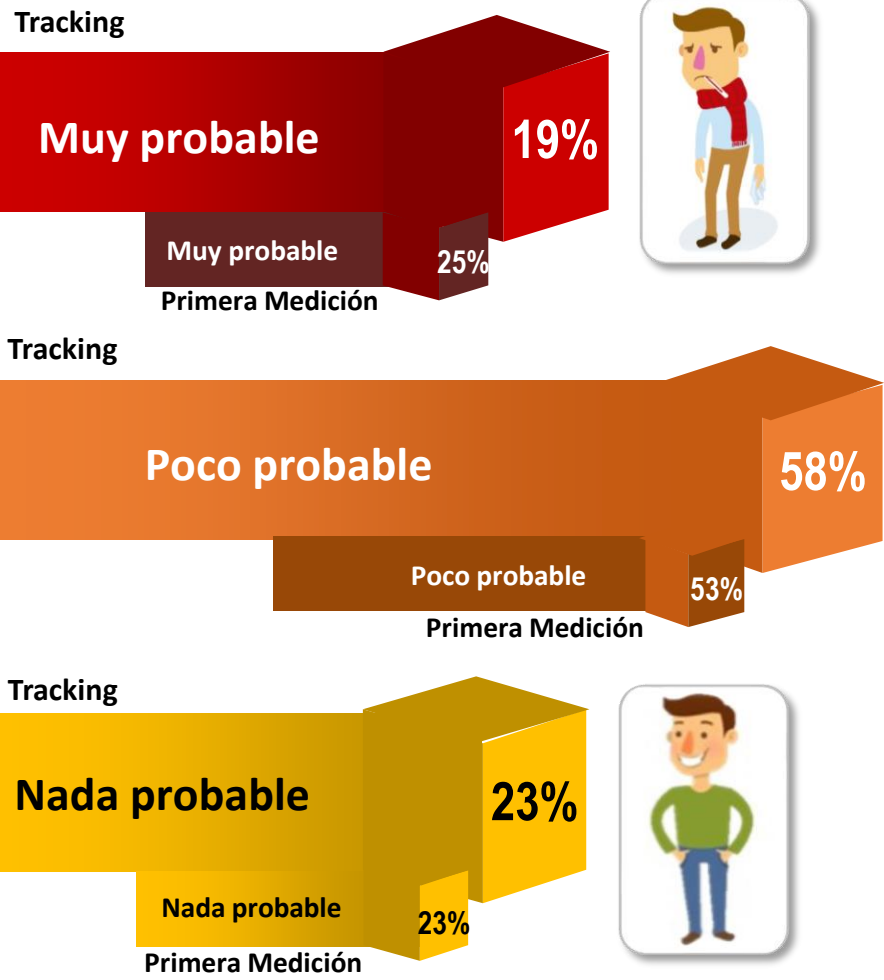 Tracking
Muy probable
19%
Muy probable
25%
Primera Medición
Tracking
Poco probable
58%
Poco probable
53%
Primera Medición
Tracking
Nada probable
23%
Nada probable
23%
Primera Medición